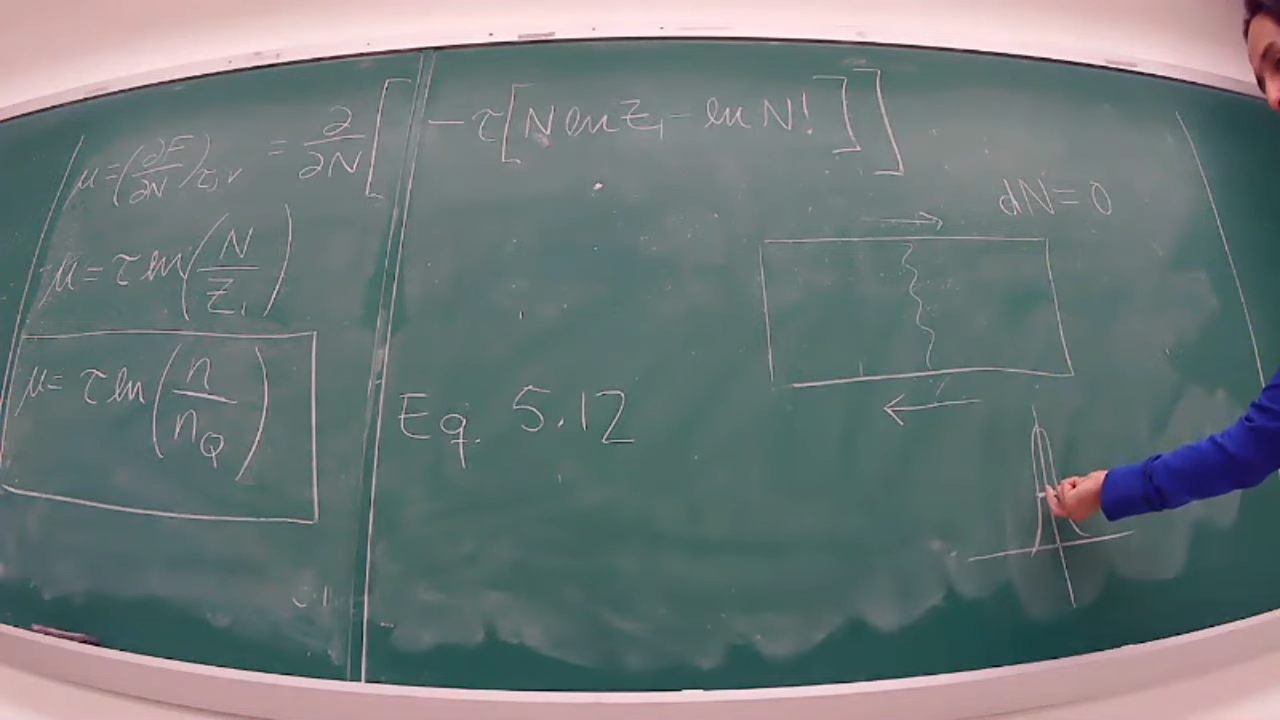 μ = (∂F/∂N)τ,V = ∂/∂N [ -τ[N ln Z₁ - ln N!] ]
dN = 0
μ = τ ln(N/Z₁)
μ = τ ln(n/n_Q)
Eq. 5.12